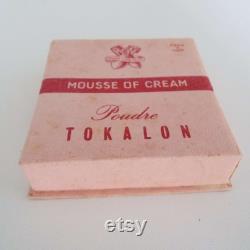 MOUSSE OF CREAM
Poudre
TOKALON
etsy